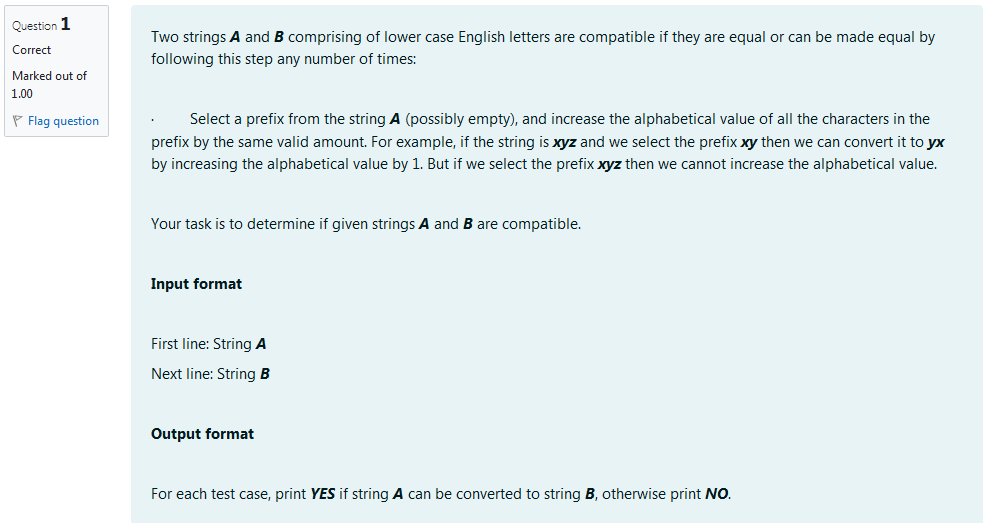 Question 1
Correct
Marked out of
1.00
Flag question
Two strings A and B comprising of lower case English letters are compatible if they are equal or can be made equal by
following this step any number of times:
· Select a prefix from the string A (possibly empty), and increase the alphabetical value of all the characters in the
prefix by the same valid amount. For example, if the string is xyz and we select the prefix xy then we can convert it to yx
by increasing the alphabetical value by 1. But if we select the prefix xyz then we cannot increase the alphabetical value.
Your task is to determine if given strings A and B are compatible.
Input format
First line: String A
Next line: String B
Output format
For each test case, print YES if string A can be converted to string B, otherwise print NO.